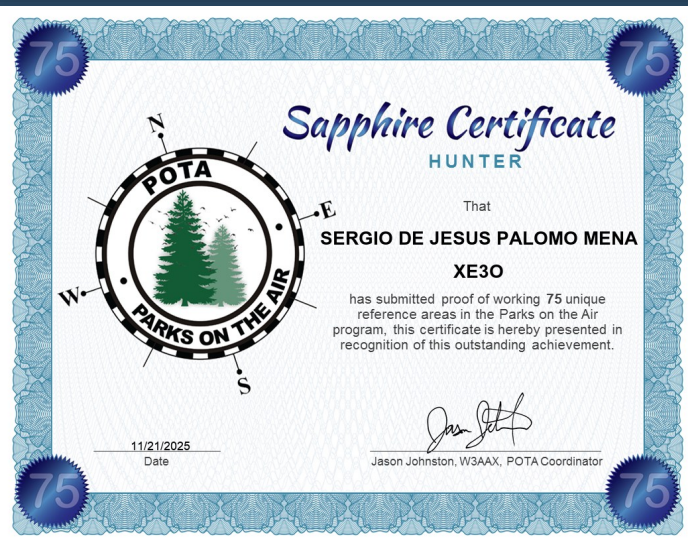 75
75
Sapphire Certificate
HUNTER
N
POTA
E
W
PARKS ON THE AIR
S
That
SERGIO DE JESUS PALOMO MENA
XE3O
has submitted proof of working 75 unique
reference areas in the Parks on the Air
program, this certificate is hereby presented in
recognition of this outstanding achievement.
11/21/2025
Date
Jason Johnston, W3AAX, POTA Coordinator
75
75